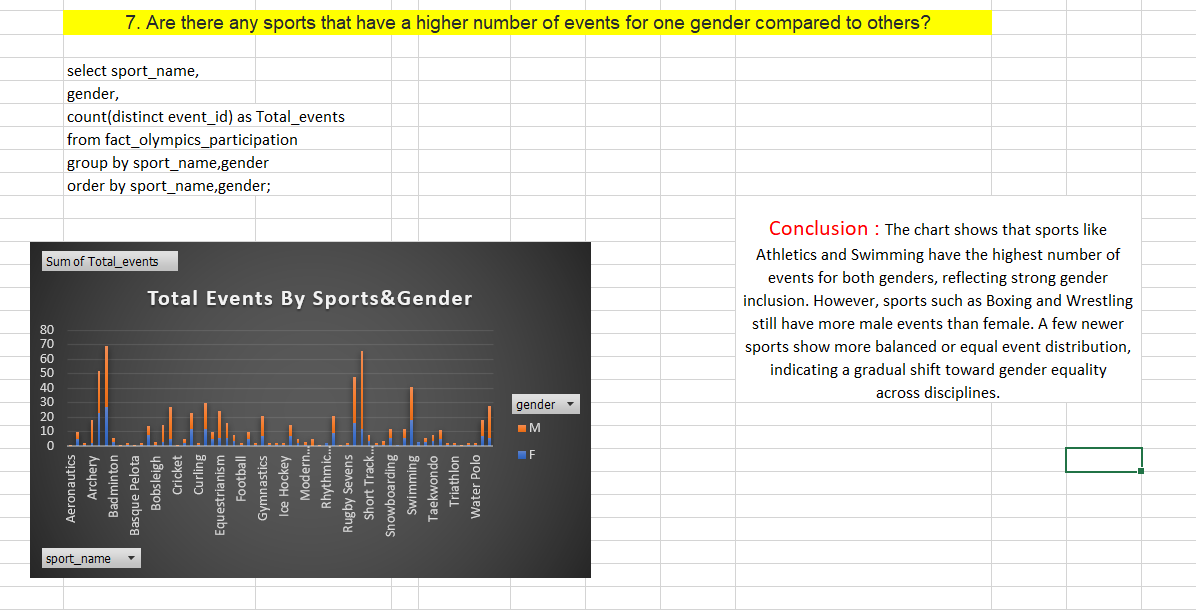 7. Are there any sports that have a higher number of events for one gender compared to others?
select sport_name,
gender,
count(distinct event_id) as Total_events
from fact_olympics_participation
group by sport_name,gender
order by sport_name,gender;
Conclusion : The chart shows that sports like
Athletics and Swimming have the highest number of
events for both genders, reflecting strong gender
inclusion. However, sports such as Boxing and Wrestling
still have more male events than female. A few newer
sports show more balanced or equal event distribution,
indicating a gradual shift toward gender equality
across disciplines.
Sum of Total_events
Total Events By Sports&Gender
80
70
60
50
40
30
20
10
0
Aeronautics
Archery
Badminton
Basque Pelota
Bobsleigh
Cricket
Curling
Equestrianism
Football
Gymnastics
Ice Hockey
Modern...
Rhythmic...
Rugby Sevens
Short Track...
Snowboarding
Swimming
Taekwondo
Triathlon
Water Polo
gender
M
F
sport_name